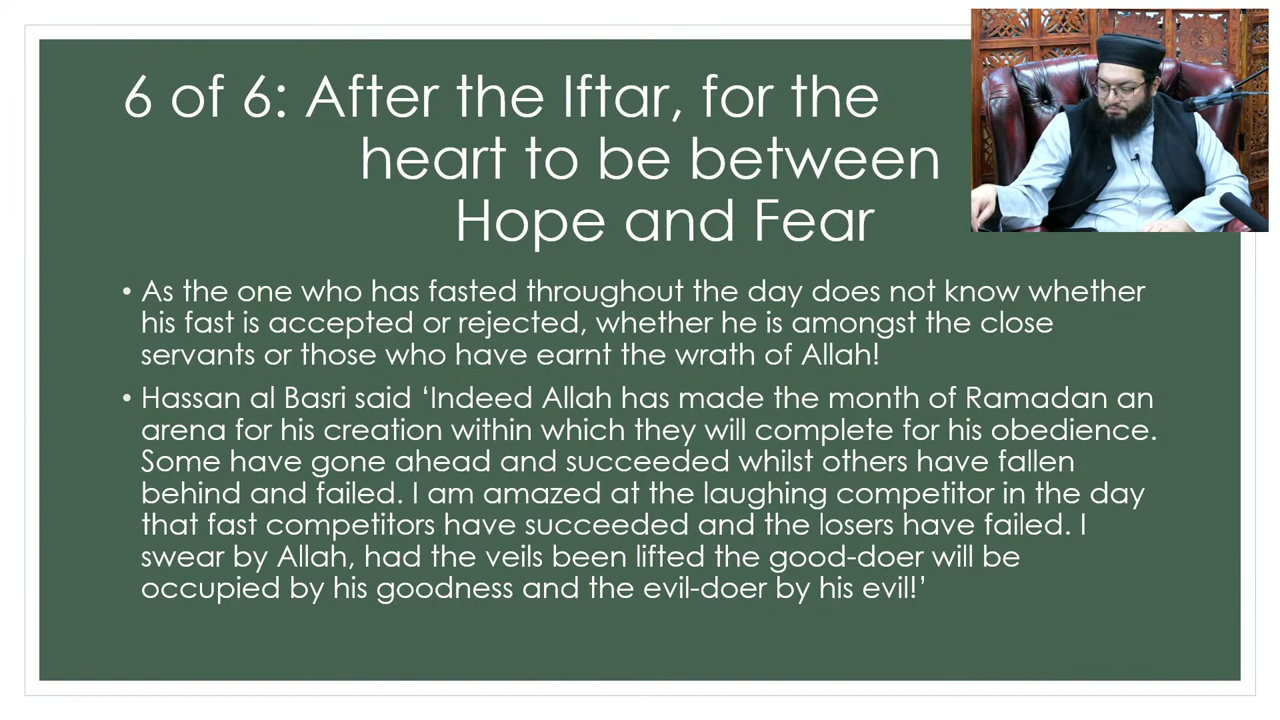 6 of 6: After the Iftar, for the
heart to be between
Hope and Fear
• As the one who has fasted throughout the day does not know whether
his fast is accepted or rejected, whether he is amongst the close
servants or those who have earnt the wrath of Allah!
• Hassan al Basri said ‘Indeed Allah has made the month of Ramadan an
arena for his creation within which they will complete for his obedience.
Some have gone ahead and succeeded whilst others have fallen
behind and failed. I am amazed at the laughing competitor in the day
that fast competitors have succeeded and the losers have failed. I
swear by Allah, had the veils been lifted the good-doer will be
occupied by his goodness and the evil-doer by his evil!’